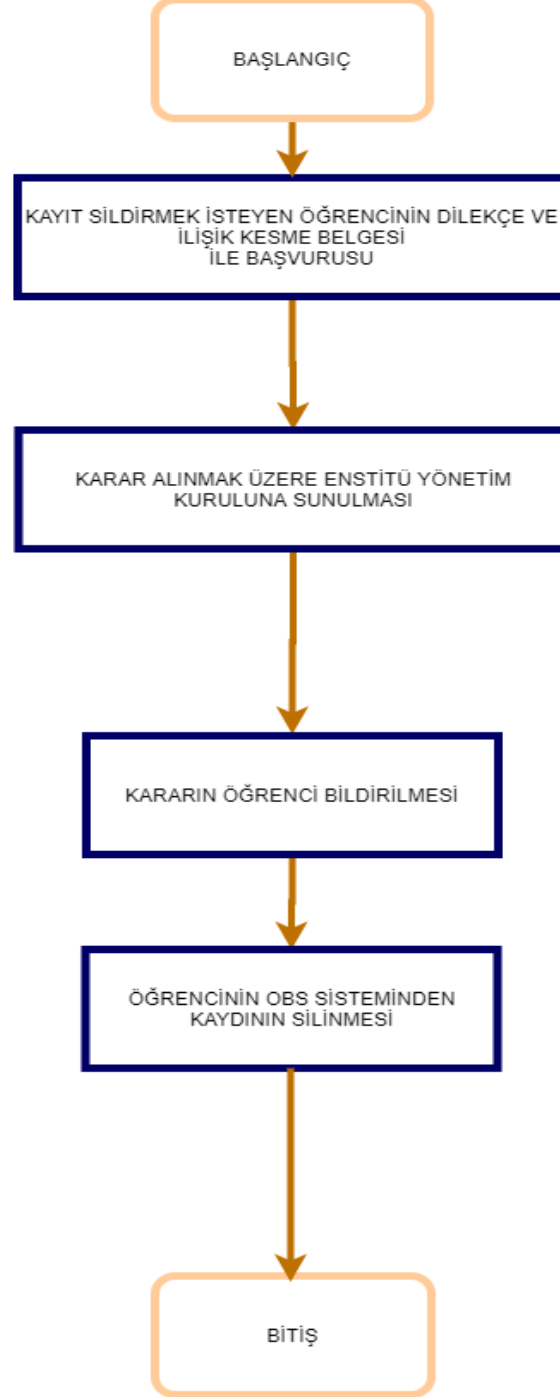 BAŞLANGIÇ
KAYIT SİLDİRMEK İSTEYEN ÖĞRENCİNİN DİLEKÇE VE
İLİŞİK KESME BELGESİ
İLE BAŞVURUSU
KARAR ALINMAK ÜZERE ENSTİTÜ YÖNETİM
KURULUNA SUNULMASI
KARARIN ÖĞRENCİ BİLDİRİLMESİ
ÖĞRENCİNİN OBS SİSTEMİNDEN
KAYDININ SİLİNMESİ
BİTİŞ